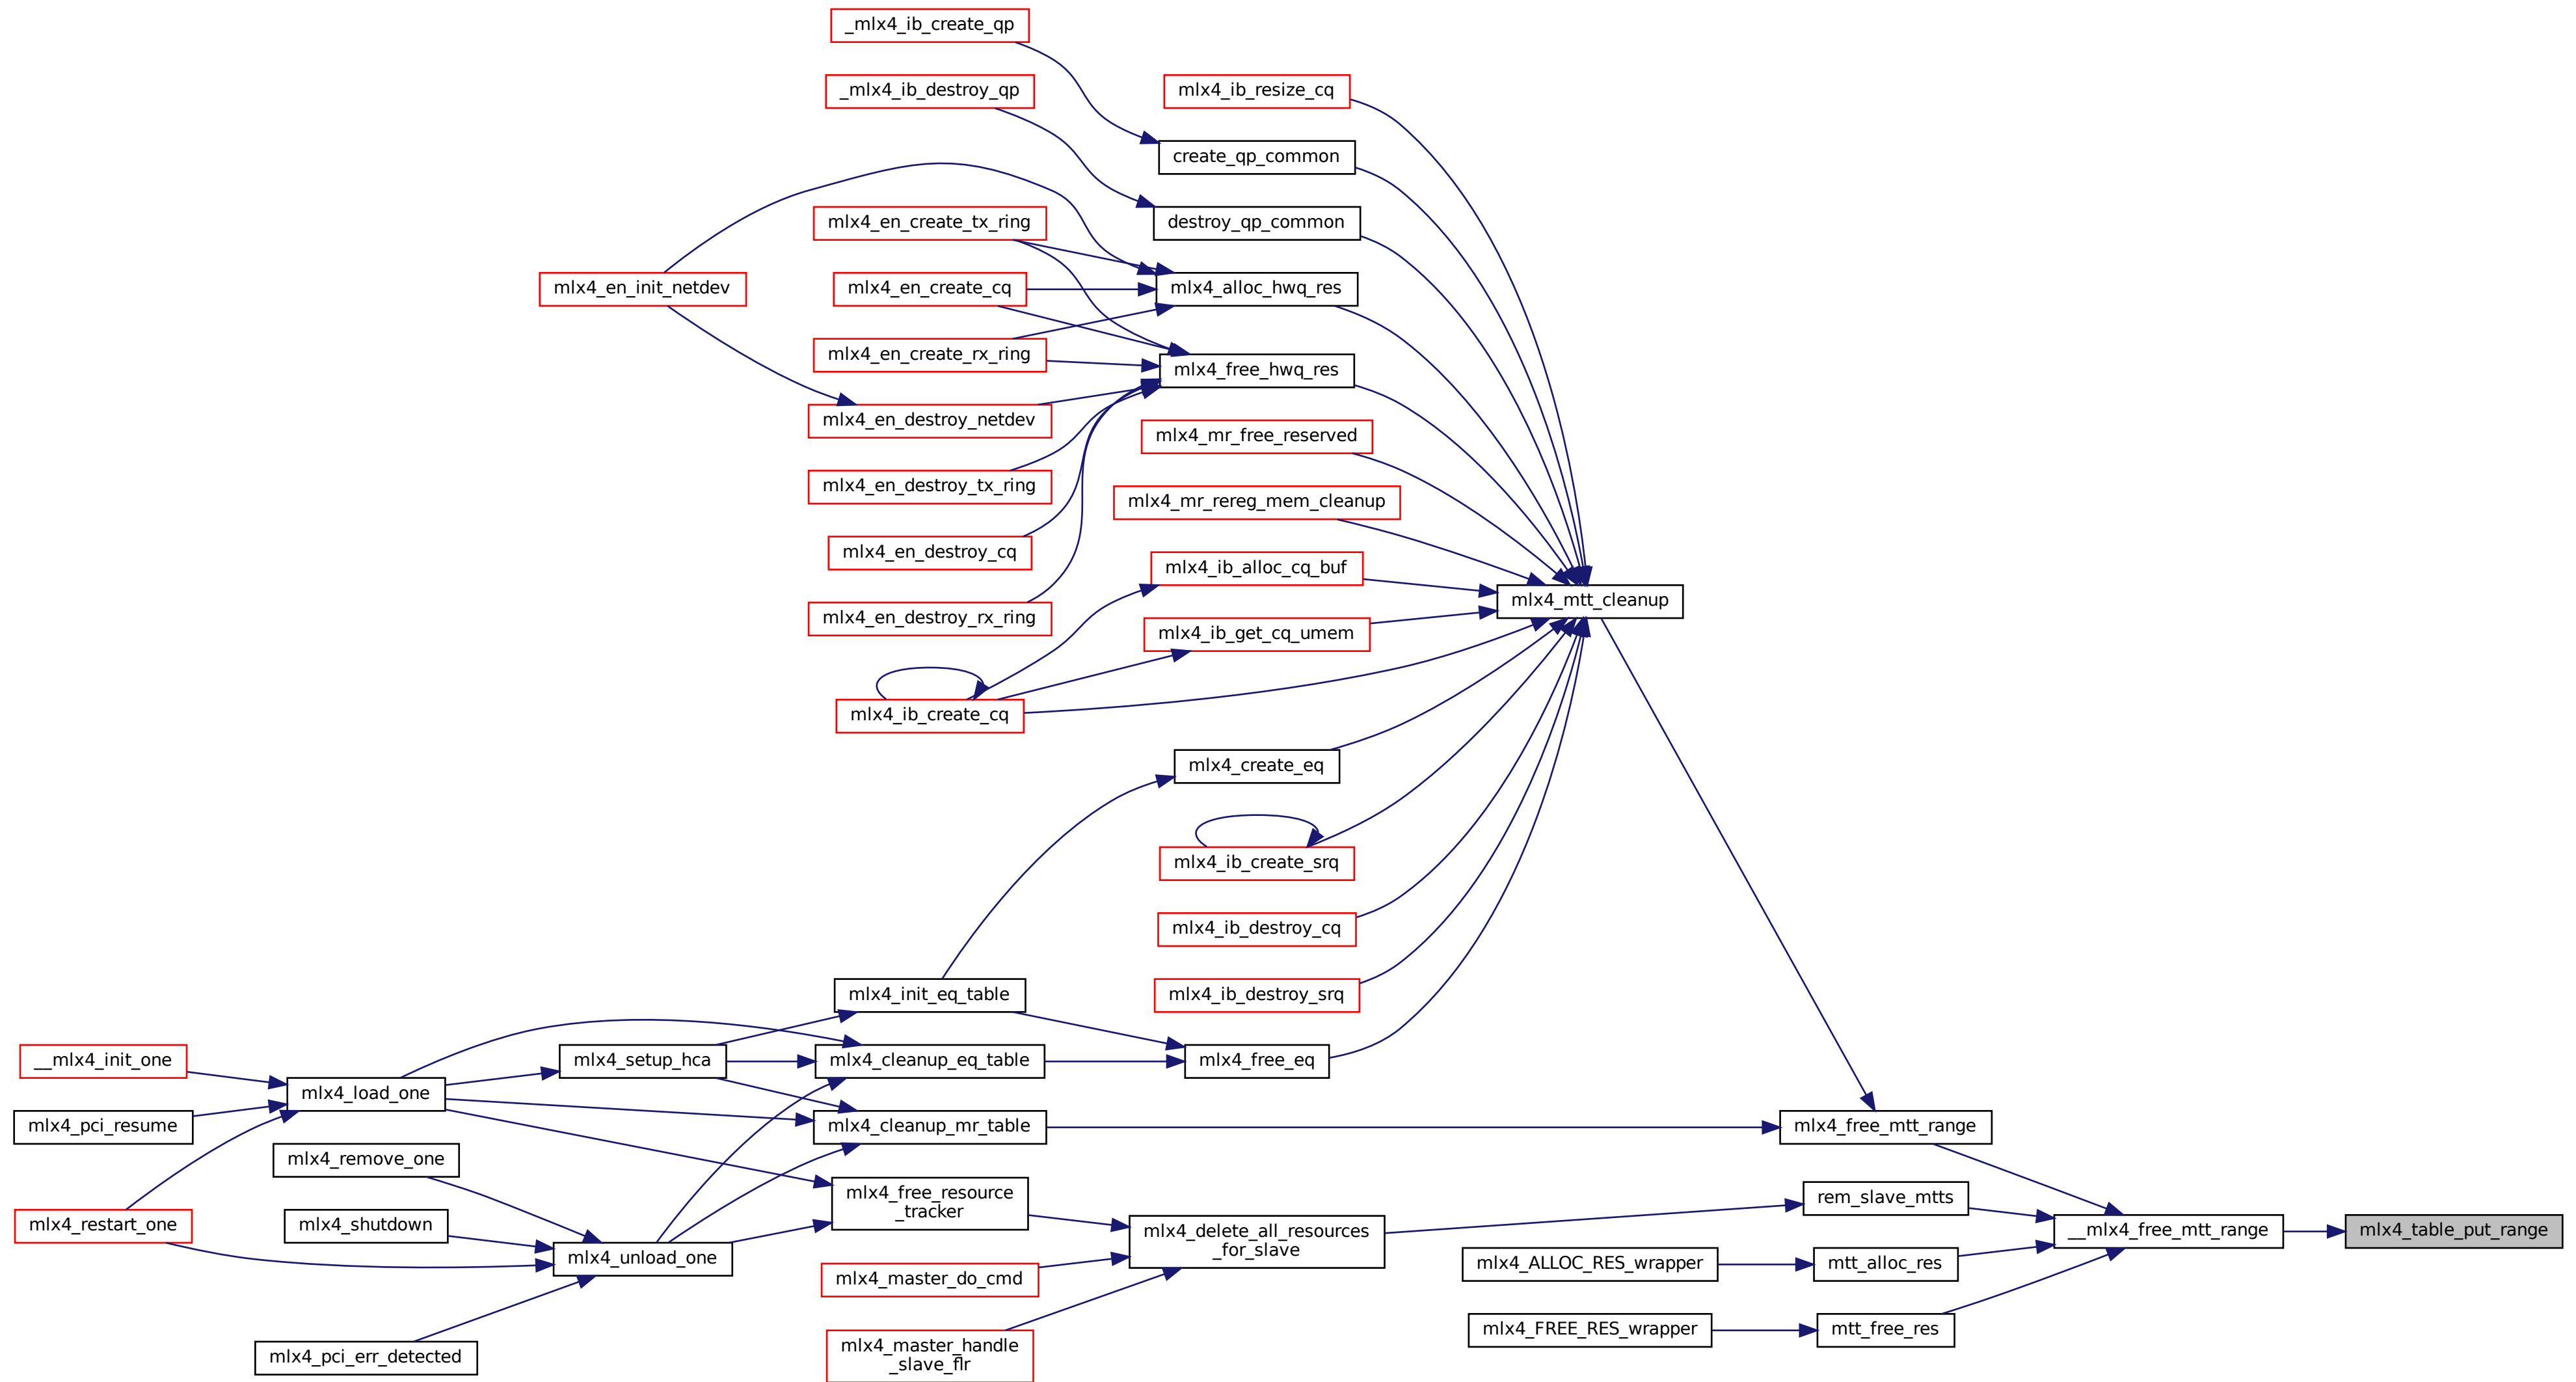 _mlx4_ib_create_qp
_mlx4_ib_destroy_qp
mlx4_ib_resize_cq
create_qp_common
destroy_qp_common
mlx4_en_create_tx_ring
mlx4_en_init_netdev
mlx4_en_create_cq
mlx4_alloc_hwq_res
mlx4_en_create_rx_ring
mlx4_free_hwq_res
mlx4_en_destroy_netdev
mlx4_mr_free_reserved
mlx4_en_destroy_tx_ring
mlx4_mr_rereg_mem_cleanup
mlx4_en_destroy_cq
mlx4_ib_alloc_cq_buf
mlx4_mtt_cleanup
mlx4_en_destroy_rx_ring
mlx4_ib_get_cq_umem
mlx4_ib_create_cq
mlx4_create_eq
mlx4_ib_create_srq
mlx4_ib_destroy_cq
mlx4_init_eq_table
mlx4_ib_destroy_srq
__mlx4_init_one
mlx4_setup_hca
mlx4_cleanup_eq_table
mlx4_free_eq
mlx4_load_one
mlx4_pci_resume
mlx4_cleanup_mr_table
mlx4_free_mtt_range
mlx4_remove_one
mlx4_free_resource
_tracker
rem_slave_mtts
mlx4_restart_one
mlx4_shutdown
mlx4_unload_one
mlx4_delete_all_resources
_for_slave
__mlx4_free_mtt_range
mlx4_table_put_range
mlx4_master_do_cmd
mlx4_ALLOC_RES_wrapper
mtt_alloc_res
mlx4_FREE_RES_wrapper
mtt_free_res
mlx4_master_handle
_slave_flr
mlx4_pci_err_detected